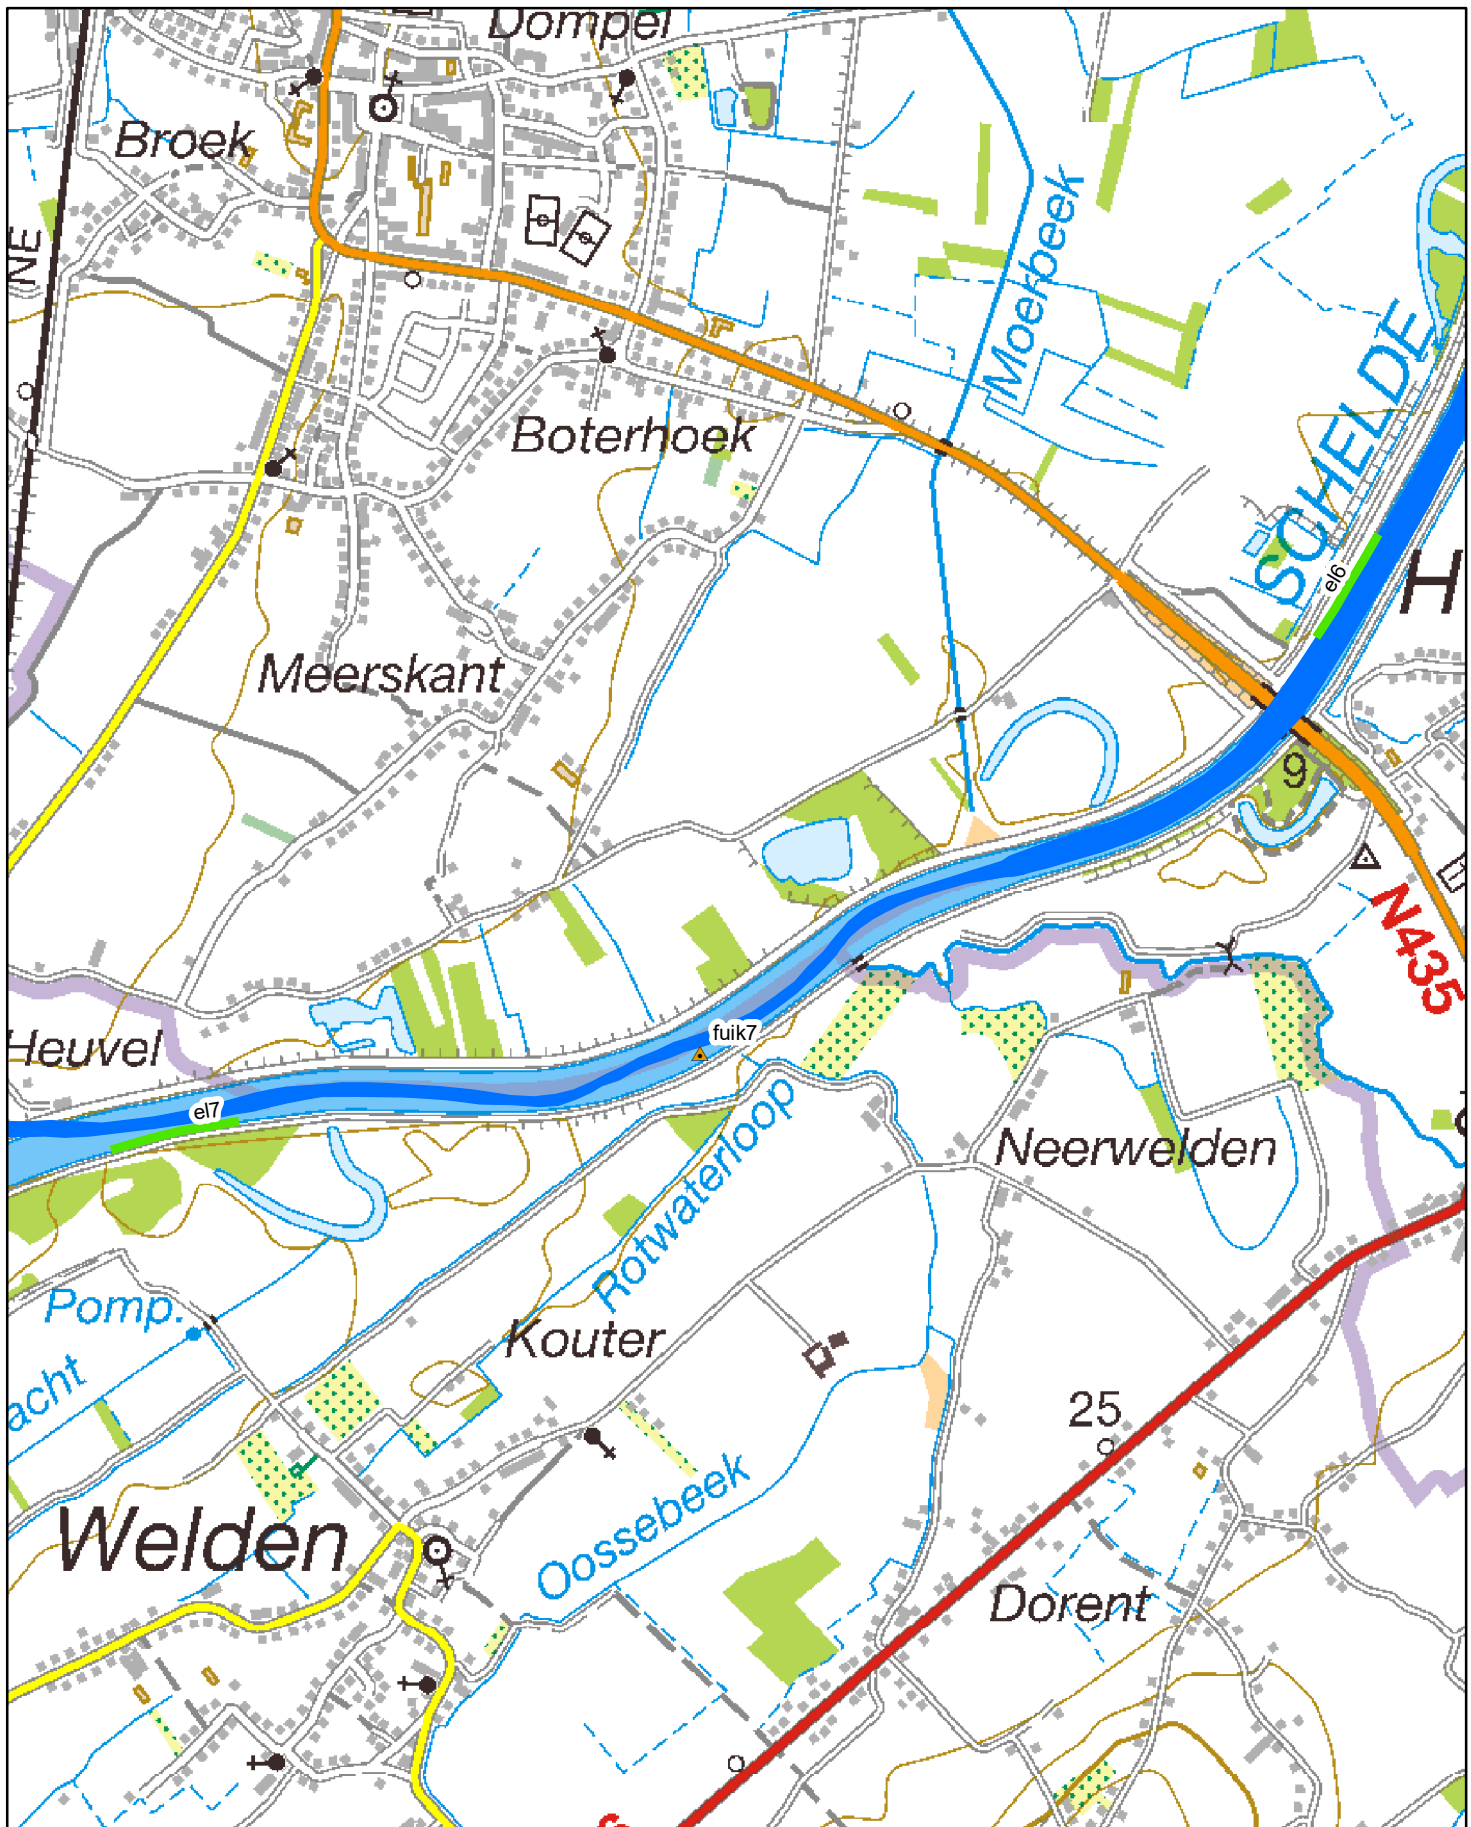 Dompel
Broek
NE
Moerbeek
SCHELDE
Boterhoek
el6
H
Meerskant
9
N435
Heuvel
fuik7
el7
Rotwaterloop
Neerwelden
Pomp.
Kouter
acht
25
Oossebeek
Welden
Dorent